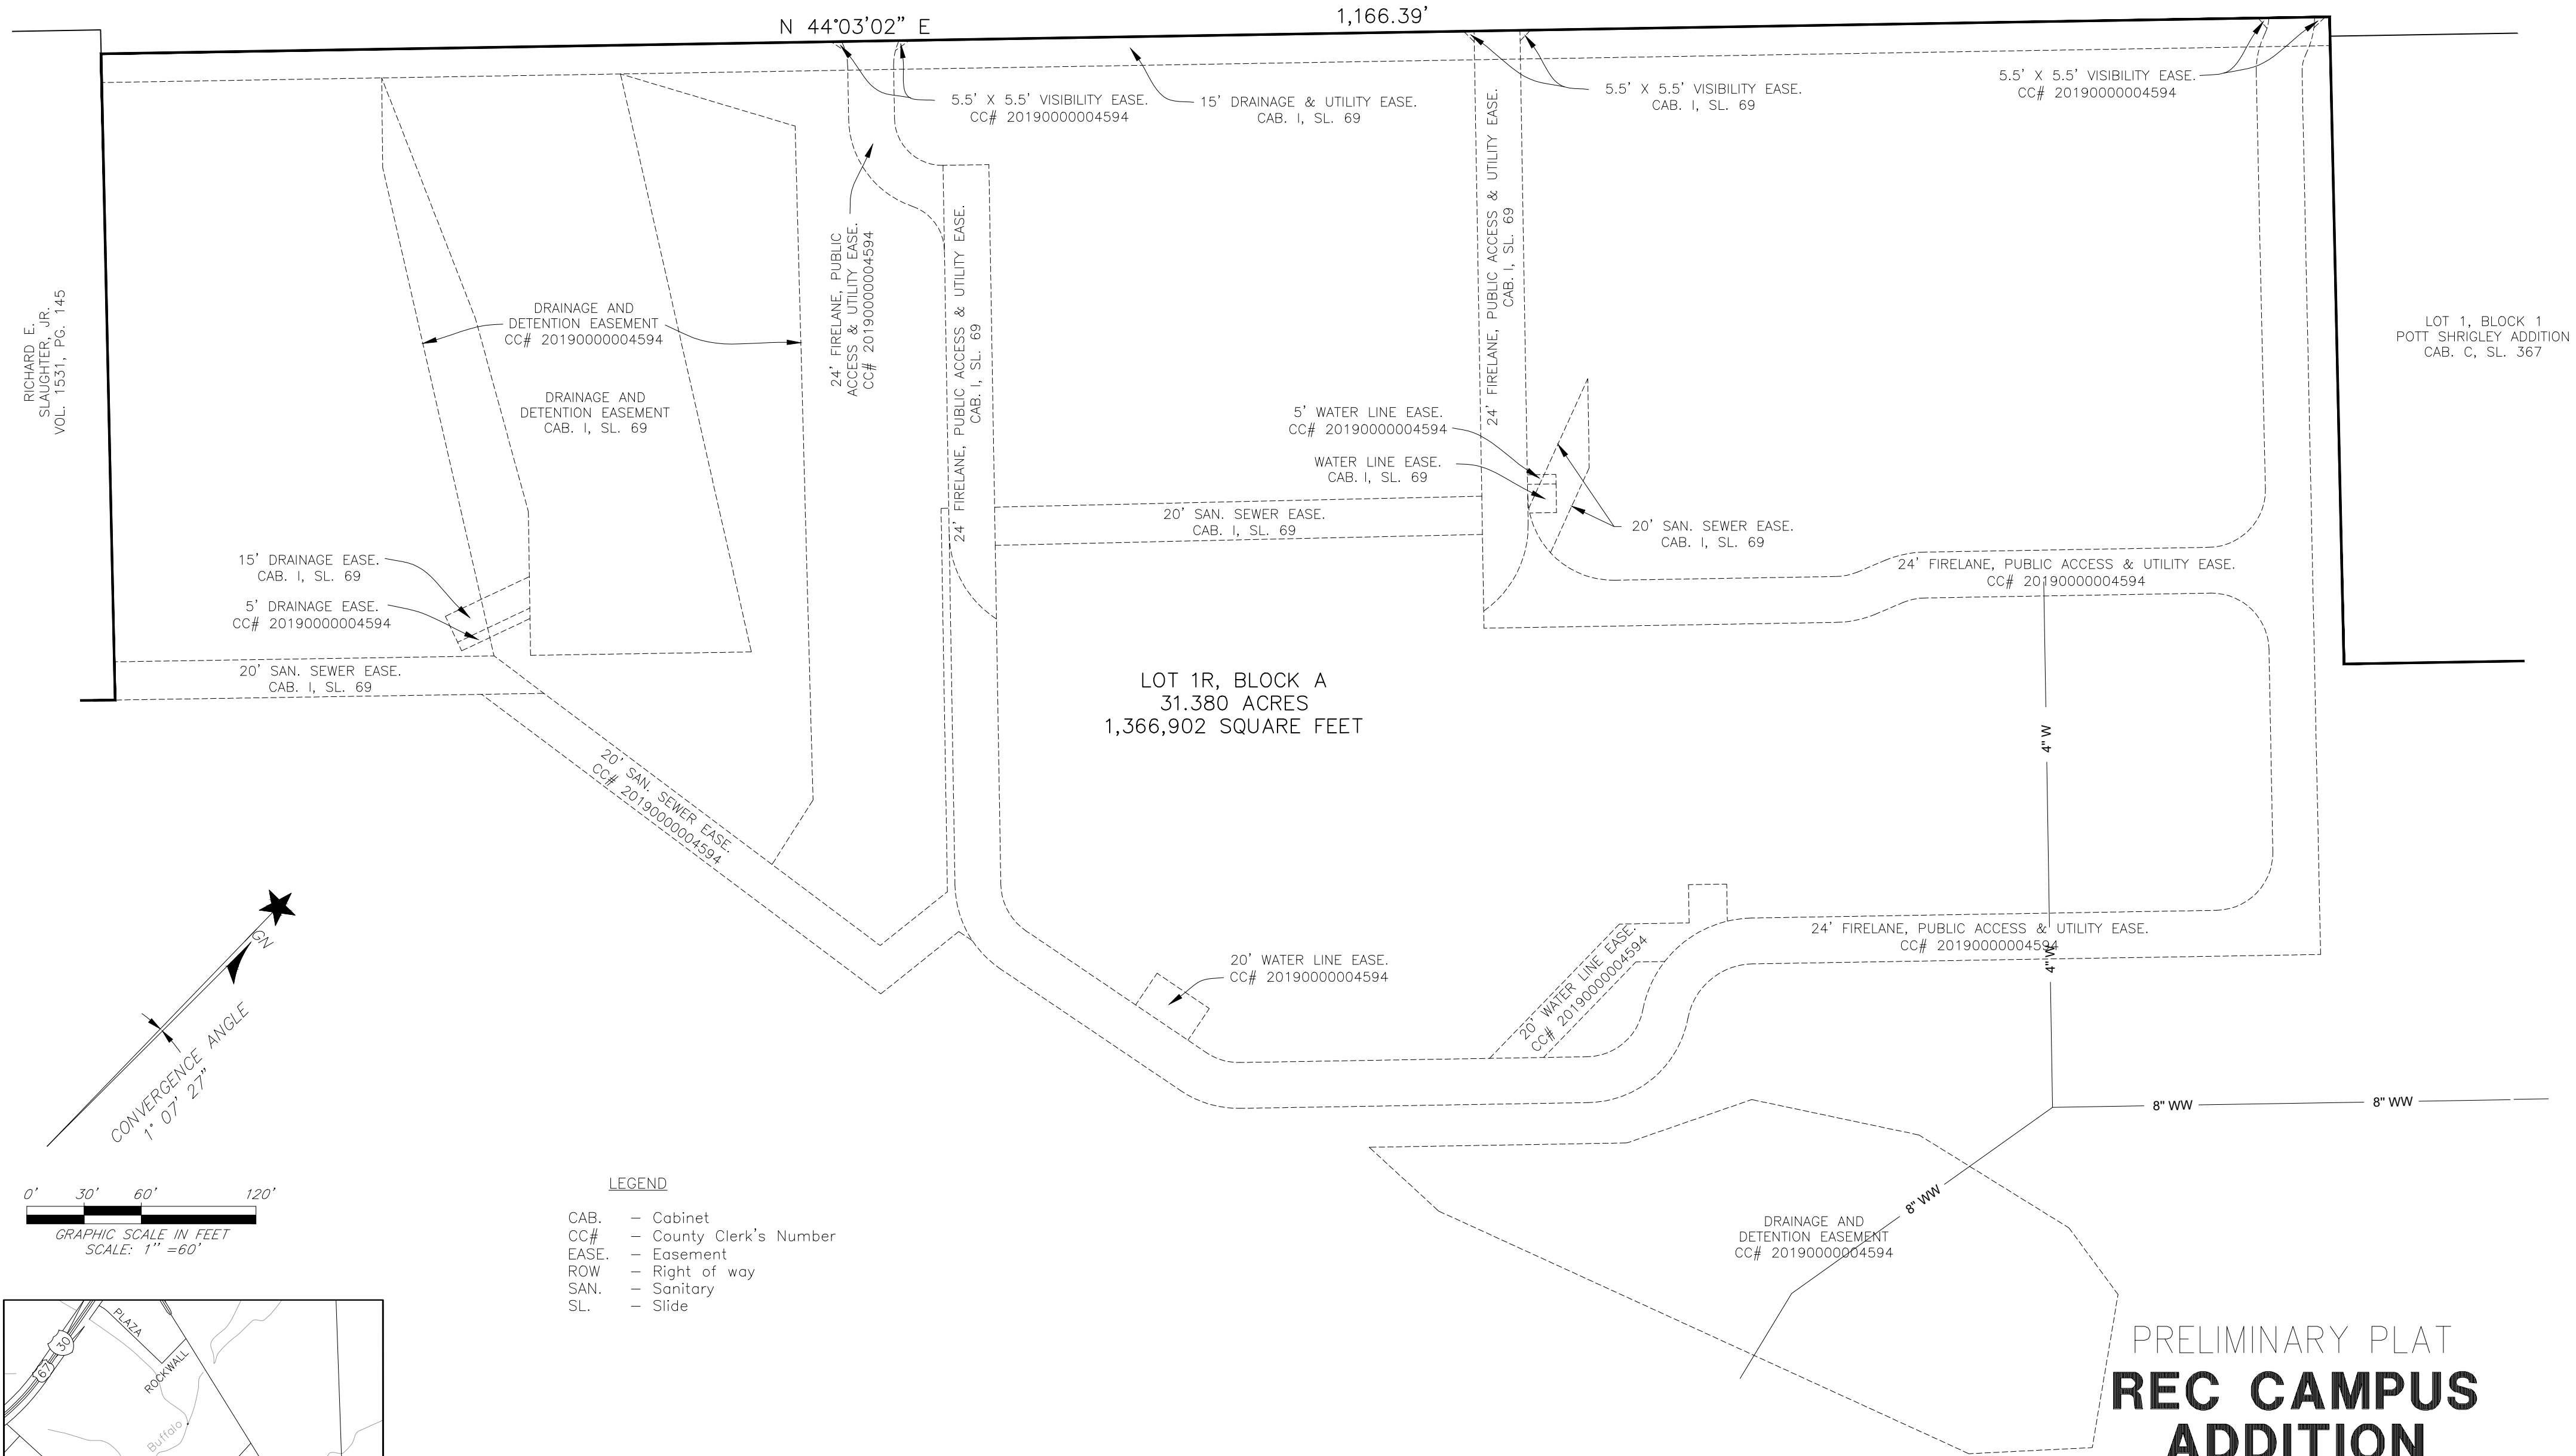 N 44°03'02" E
1,166.39'
5.5' X 5.5' VISIBILITY EASE.
CC# 20190000004594
15' DRAINAGE & UTILITY EASE.
CAB. I, SL. 69
5.5' X 5.5' VISIBILITY EASE.
CAB. I, SL. 69
5.5' X 5.5' VISIBILITY EASE.
CC# 20190000004594
RICHARD E.
SLAUGHTER, JR.
VOL. 1531, PG. 145
DRAINAGE AND
DETENTION EASEMENT
CC# 20190000004594
DRAINAGE AND
DETENTION EASEMENT
CAB. I, SL. 69
24' FIRELANE, PUBLIC
ACCESS & UTILITY EASE.
CC# 20190000004594
24' FIRELANE, PUBLIC ACCESS & UTILITY EASE.
CAB. I, SL. 69
24' FIRELANE, PUBLIC ACCESS & UTILITY EASE.
CAB. I, SL. 69
LOT 1, BLOCK 1
POTT SHRIGLEY ADDITION
CAB. C, SL. 367
5' WATER LINE EASE.
CC# 20190000004594
WATER LINE EASE.
CAB. I, SL. 69
20' SAN. SEWER EASE.
CAB. I, SL. 69
20' SAN. SEWER EASE.
CAB. I, SL. 69
15' DRAINAGE EASE.
CAB. I, SL. 69
5' DRAINAGE EASE.
CC# 20190000004594
20' SAN. SEWER EASE.
CAB. I, SL. 69
24' FIRELANE, PUBLIC ACCESS & UTILITY EASE.
CC# 20190000004594
LOT 1R, BLOCK A
31.380 ACRES
1,366,902 SQUARE FEET
4" W
20' SAN. SEWER EASE.
CC# 20190000004594
24' FIRELANE, PUBLIC ACCESS & UTILITY EASE.
CC# 20190000004594
4" W
20' WATER LINE EASE.
CC# 20190000004594
20' WATER LINE EASE.
CC# 20190000004594
GN
CONVERGENCE ANGLE
1° 07' 27"
8" WW
8" WW
8" WW
0' 30' 60' 120'
GRAPHIC SCALE IN FEET
SCALE: 1" =60'
LEGEND
CAB. – Cabinet
CC# – County Clerk's Number
EASE. – Easement
ROW – Right of way
SAN. – Sanitary
SL. – Slide
DRAINAGE AND
DETENTION EASEMENT
CC# 20190000004594
PLAZA
30
67
ROCKWALL
Buffalo
PRELIMINARY PLAT
REC CAMPUS
ADDITION